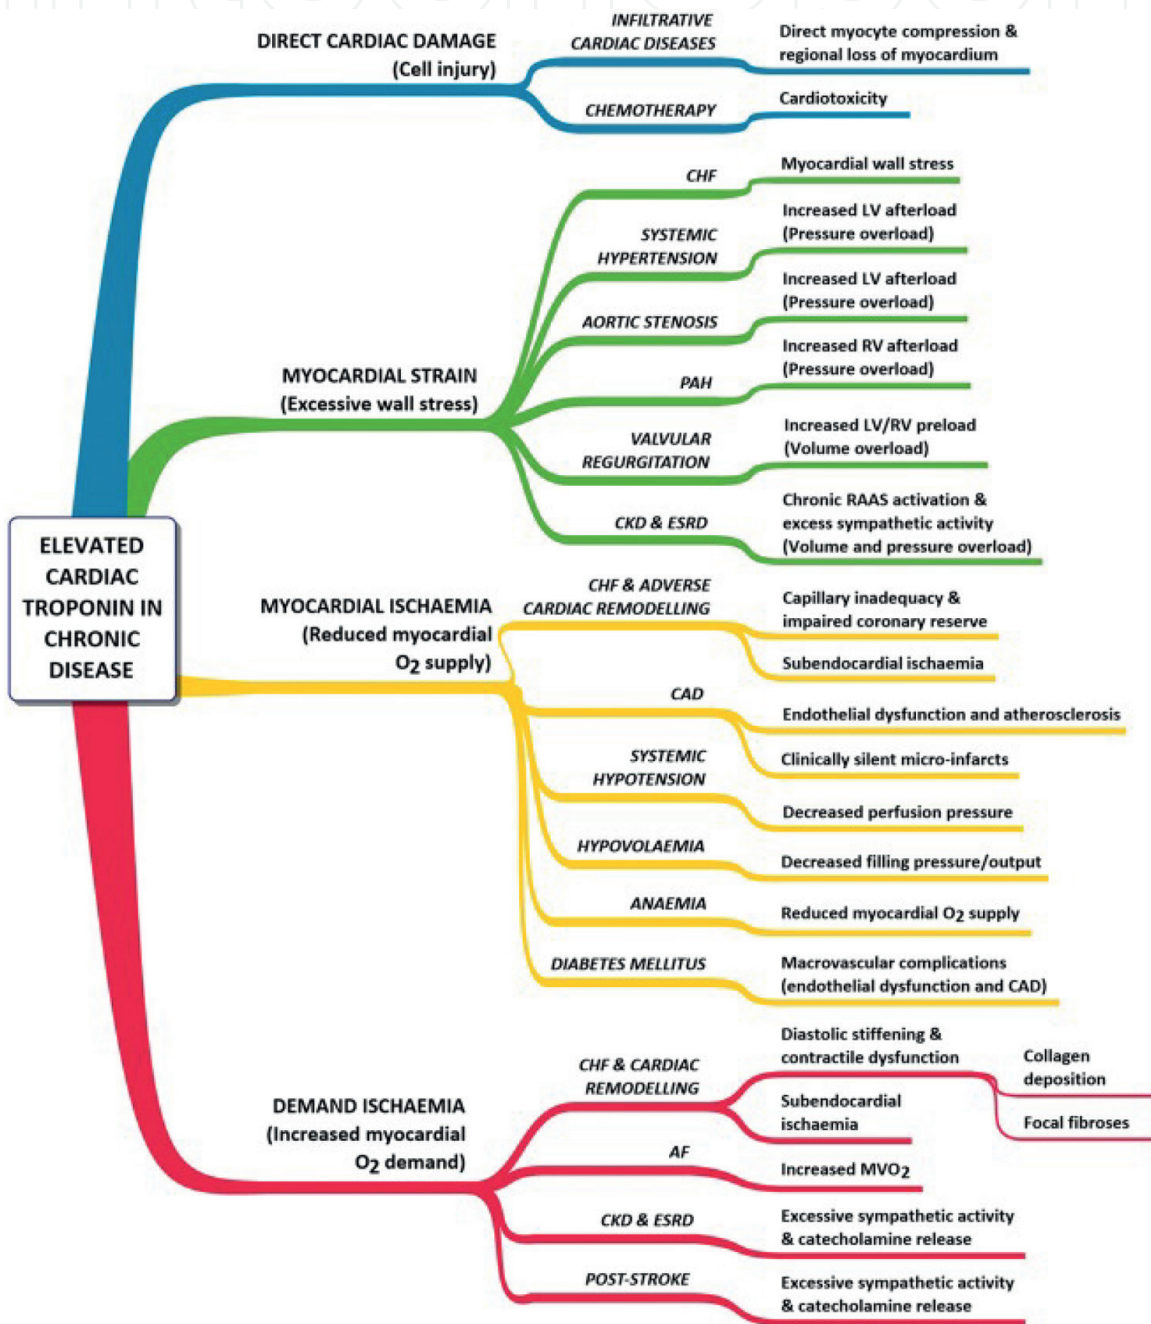 INFILTRATIVE
CARDIAC DISEASES
Direct myocyte compression &
regional loss of myocardium
DIRECT CARDIAC DAMAGE
(Cell injury)
CHEMOTHERAPY
Cardiotoxicity
CHF
Myocardial wall stress
SYSTEMIC
HYPERTENSION
Increased LV afterload
(Pressure overload)
AORTIC STENOSIS
Increased LV afterload
(Pressure overload)
MYOCARDIAL STRAIN
(Excessive wall stress)
PAH
Increased RV afterload
(Pressure overload)
VALVULAR
REGURGITATION
Increased LV/RV preload
(Volume overload)
CKD & ESRD
Chronic RAAS activation &
excess sympathetic activity
(Volume and pressure overload)
ELEVATED
CARDIAC
TROPONIN IN
CHRONIC
DISEASE
MYOCARDIAL ISCHAEMIA
(Reduced myocardial
O2 supply)
CHF & ADVERSE
CARDIAC REMODELLING
Capillary inadequacy &
impaired coronary reserve
Subendocardial ischaemia
CAD
Endothelial dysfunction and atherosclerosis
Clinically silent micro-infarcts
SYSTEMIC
HYPOTENSION
Decreased perfusion pressure
HYPOVOLAEMIA
Decreased filling pressure/output
ANAEMIA
Reduced myocardial O2 supply
DIABETES MELLITUS
Macrovascular complications
(endothelial dysfunction and CAD)
DEMAND ISCHAEMIA
(Increased myocardial
O2 demand)
CHF & CARDIAC
REMODELLING
Diastolic stiffening &
contractile dysfunction
Collagen
deposition
Focal fibroses
Subendocardial
ischaemia
AF
Increased MVO2
CKD & ESRD
Excessive sympathetic activity
& catecholamine release
POST-STROKE
Excessive sympathetic activity
& catecholamine release